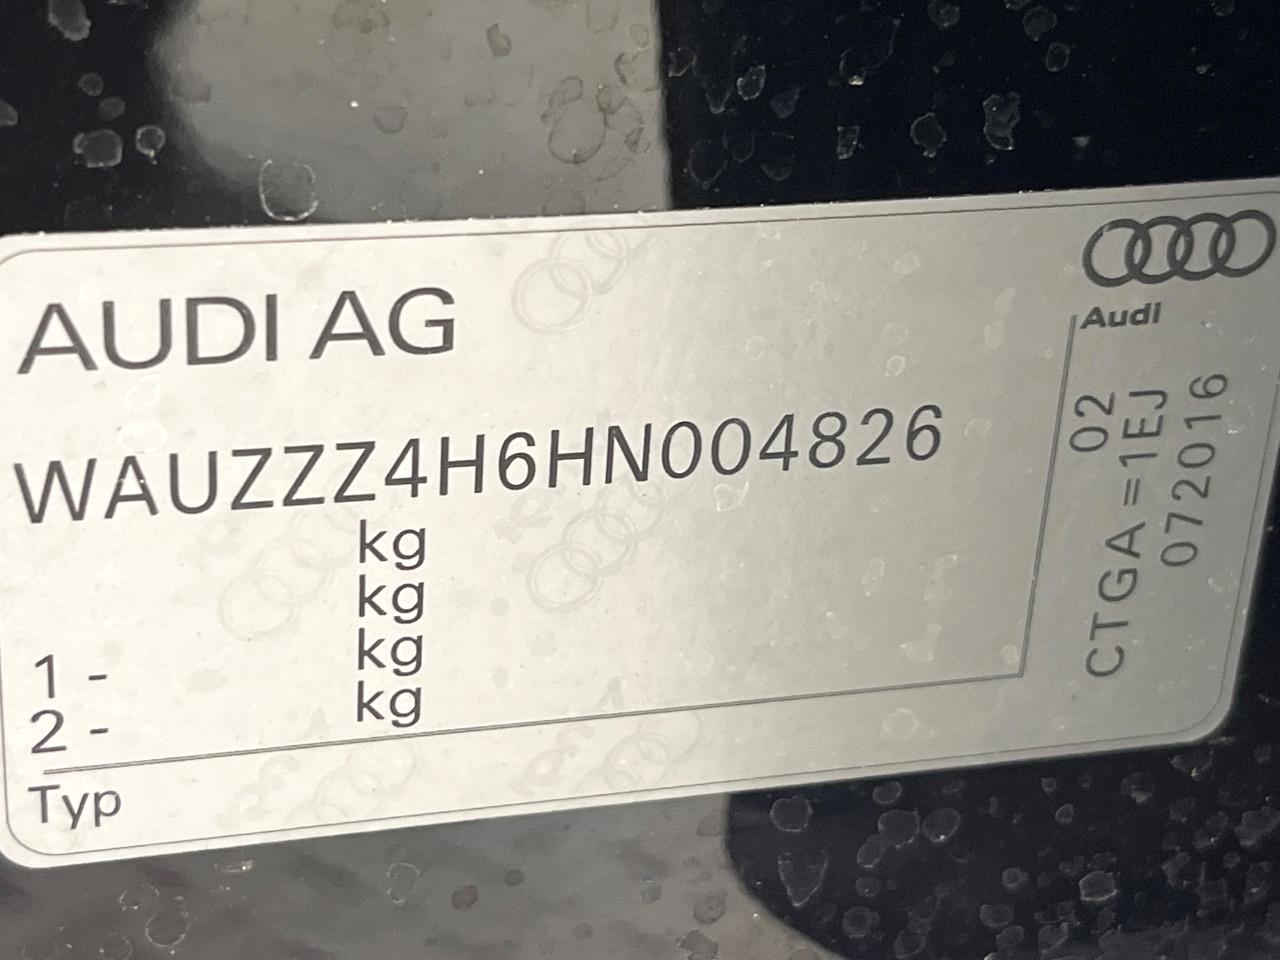 AUDI AG
WAUZZZ4H6HN004826
kg
kg
1 - kg
2 - kg
Typ
Audi
02
CTGA = 1EJ
072016